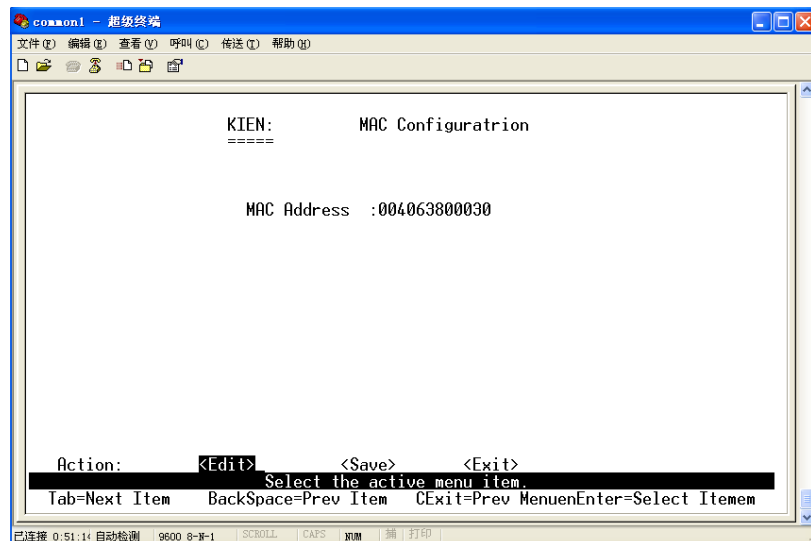 common1 - 超级终端
文件(F) 编辑(E) 查看(V) 呼叫(C) 传送(T) 帮助(H)
KIEN: MAC Configuratrion
=====
MAC Address :004063800030
Action: <Edit> <Save> <Exit>
Select the active menu item.
Tab=Next Item BackSpace=Prev Item CExit=Prev MenuenEnter=Select Itemem
已连接 0:51:14 自动检测 9600 8-N-1 SCROLL CAPS NUM 捕 打印